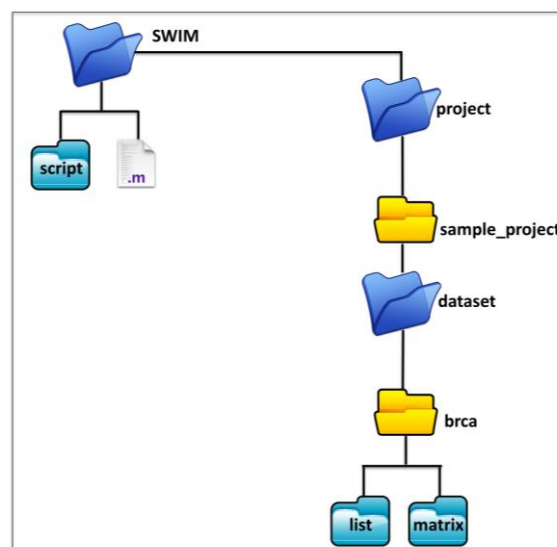 SWIM
project
script
.m
sample_project
dataset
brca
list
matrix